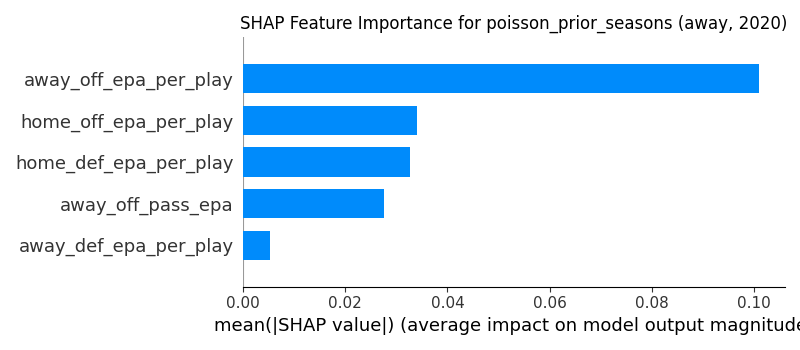 SHAP Feature Importance for poisson_prior_seasons (away, 2020)
away_off_epa_per_play
home_off_epa_per_play
home_def_epa_per_play
away_off_pass_epa
away_def_epa_per_play
0.00 0.02 0.04 0.06 0.08 0.10
mean(|SHAP value|) (average impact on model output magnitude